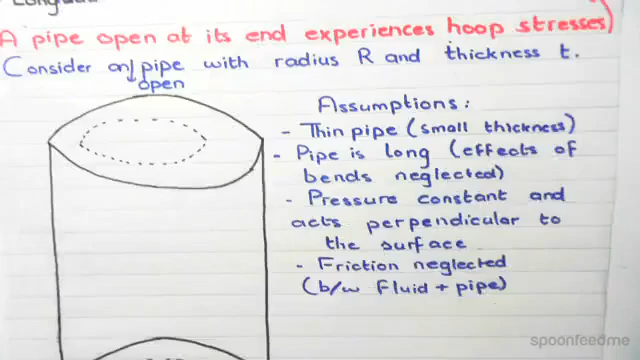 A pipe open at its end experiences hoop stresses)
Consider an pipe with radius R and thickness t.
open
Assumptions:
- Thin pipe (small thickness)
- Pipe is long (effects of
bends neglected)
- Pressure constant and
acts perpendicular to
the surface
- Friction neglected
(b/w fluid + pipe)
spoonfeedme